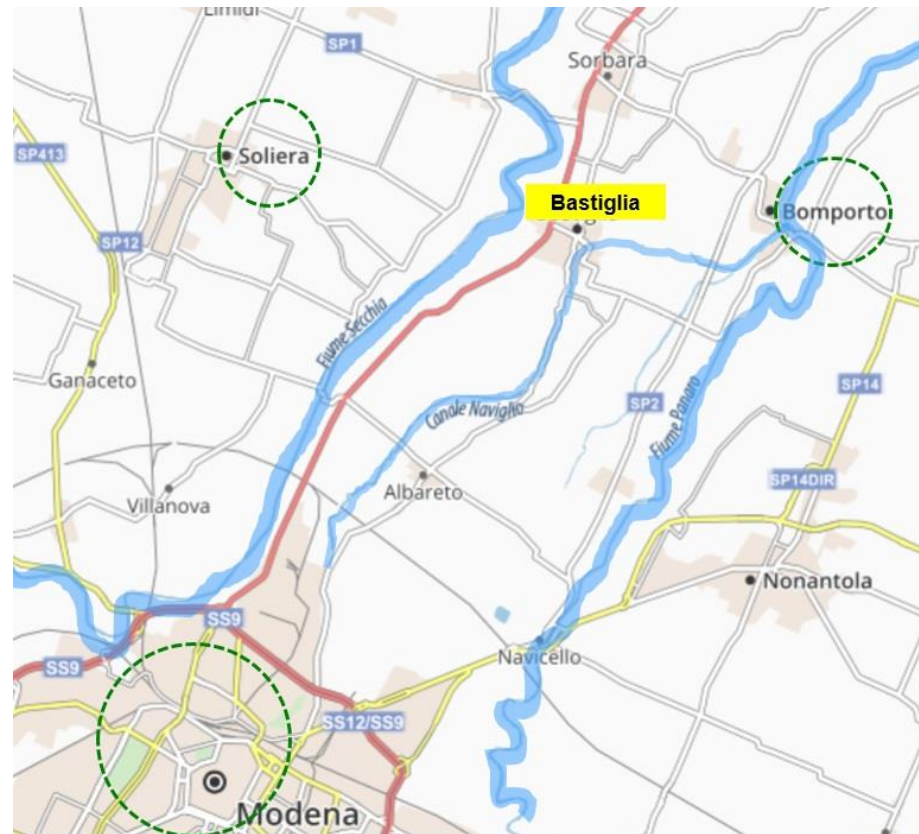 Limidi
SP1
Sorbara
SP413
Soliera
Bastiglia
Bomporto
SP12
Fiume Secchia
Ganaceto
SP14
Canale Naviglio
SP2
Fiume Panaro
Albareto
SP14DIR
Villanova
Nonantola
SS9
Navicello
SS9
SS12/SS9
Modena